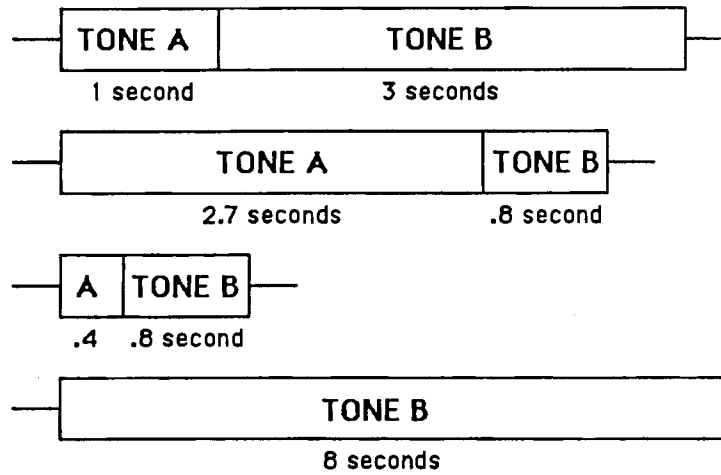 TONE A TONE B
1 second 3 seconds
TONE A TONE B
2.7 seconds .8 second
A TONE B
.4 .8 second
TONE B
8 seconds